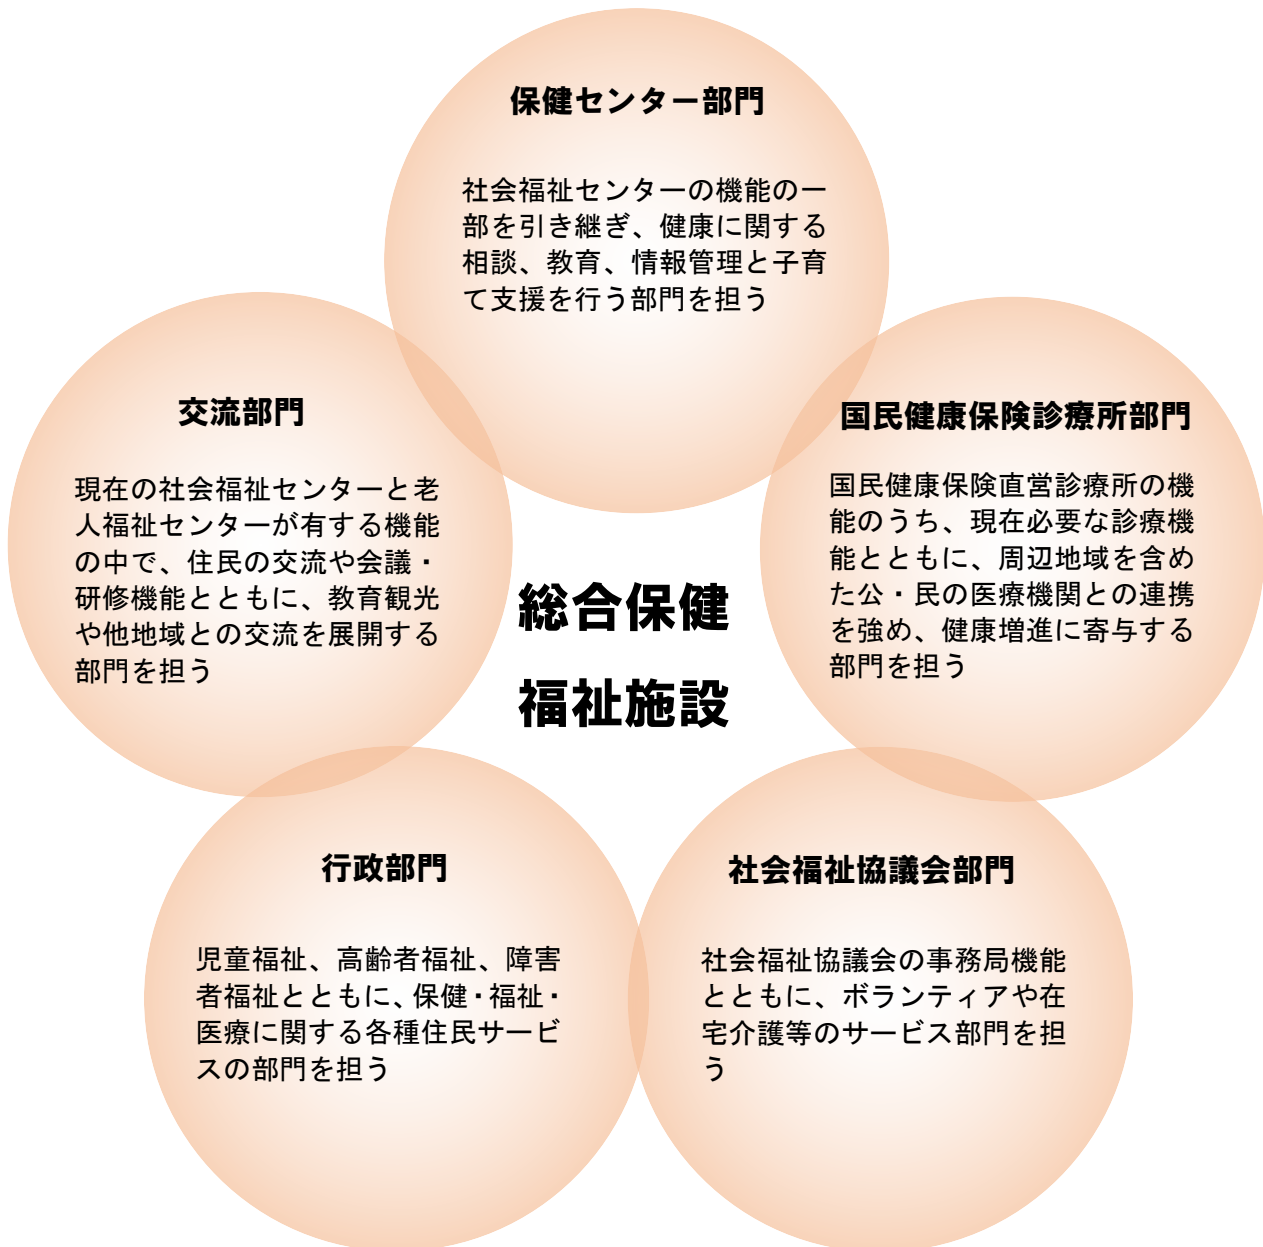 保健センター部門
社会福祉センターの機能の一
部を引き継ぎ、健康に関する
相談、教育、情報管理と子育
て支援を行う部門を担う
交流部門
現在の社会福祉センターと老
人福祉センターが有する機能
の中で、住民の交流や会議・
研修機能とともに、教育観光
や他地域との交流を展開する
部門を担う
国民健康保険診療所部門
国民健康保険直営診療所の機
能のうち、現在必要な診療機
能とともに、周辺地域を含め
た公・民の医療機関との連携
を強め、健康増進に寄与する
部門を担う
総合保健
福祉施設
行政部門
児童福祉、高齢者福祉、障害
者福祉とともに、保健・福祉・
医療に関する各種住民サービ
スの部門を担う
社会福祉協議会部門
社会福祉協議会の事務局機能
とともに、ボランティアや在
宅介護等のサービス部門を担
う